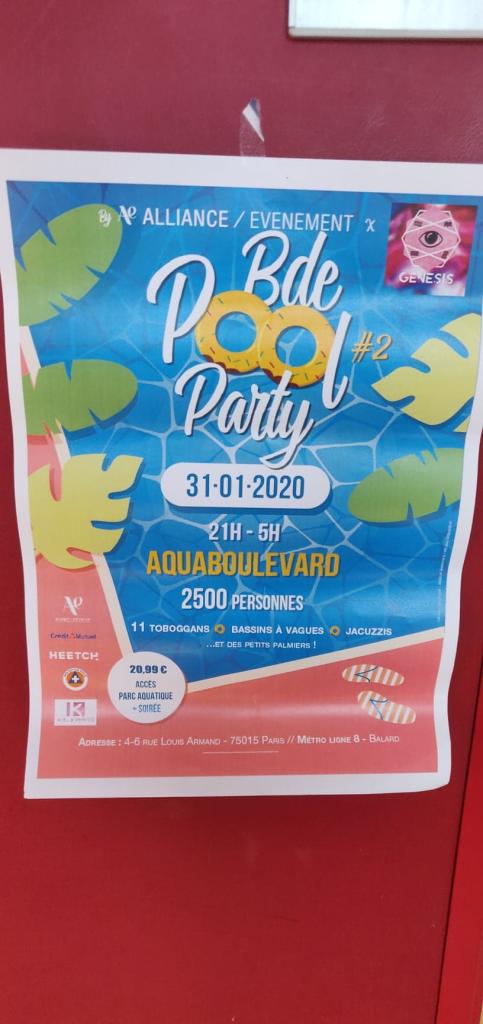 By AE ALLIANCE / EVENEMENT X
GENESIS
Bde
Pool #2
Party
31-01-2020
21H - 5H
AQUABOULEVARD
2500 PERSONNES
11 TOBOGGANS BASSINS À VAGUES JACUZZIS
...ET DES PETITS PALMIERS !
Crédit Mutuel
HEETCH
20,99 €
ACCÈS
PARC AQUATIQUE
+ SOIRÉE
ADRESSE : 4-6 RUE LOUIS ARMAND - 75015 PARIS // MÉTRO LIGNE 8 - BALARD